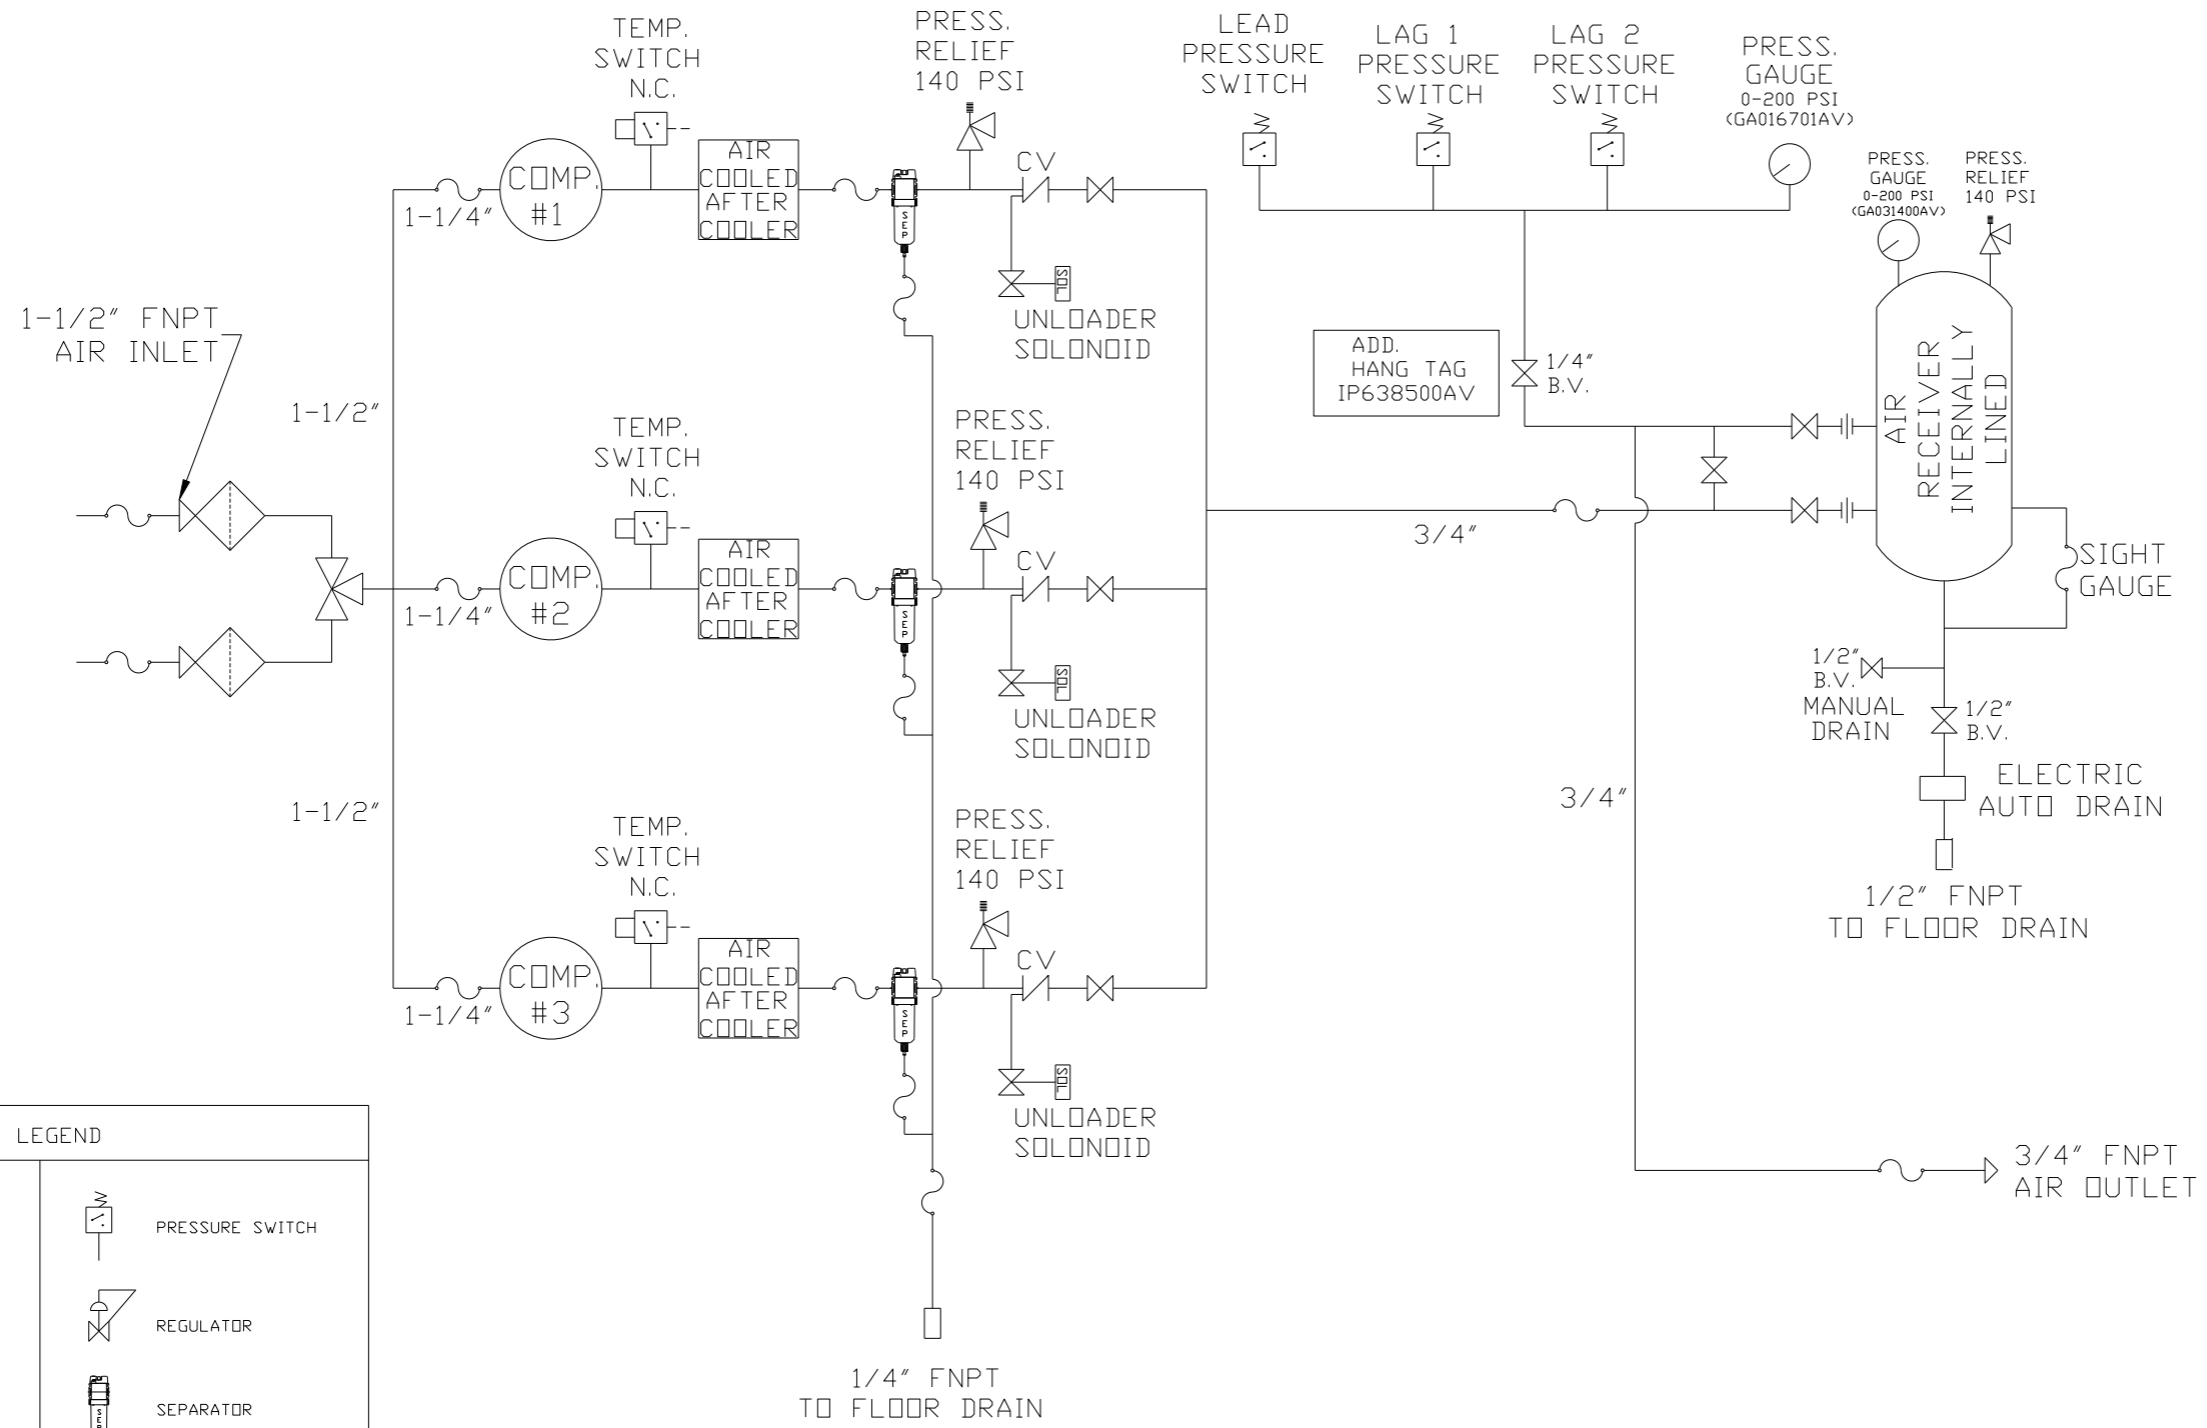 TEMP.
SWITCH
N.C.
PRESS.
RELIEF
140 PSI
LEAD
PRESSURE
SWITCH
LAG 1
PRESSURE
SWITCH
LAG 2
PRESSURE
SWITCH
PRESS.
GAUGE
0-200 PSI
(GA016701AV)
PRESS.
GAUGE
0-200 PSI
(GA031400AV)
PRESS.
RELIEF
140 PSI
1-1/4"
COMP.
#1
AIR
COOLED
AFTER
COOLER
SEP
CV
SOL
UNLOADER
SOLONOID
1-1/2" FNPT
AIR INLET
1-1/2"
ADD.
HANG TAG
IP638500AV
1/4"
B.V.
AIR
RECEIVER
INTERNALLY
LINED
TEMP.
SWITCH
N.C.
PRESS.
RELIEF
140 PSI
1-1/4"
COMP.
#2
AIR
COOLED
AFTER
COOLER
SEP
CV
SOL
UNLOADER
SOLONOID
3/4"
SIGHT
GAUGE
1/2"
B.V.
MANUAL
DRAIN
1/2"
B.V.
ELECTRIC
AUTO DRAIN
1/2" FNPT
TO FLOOR DRAIN
1-1/2"
3/4"
TEMP.
SWITCH
N.C.
PRESS.
RELIEF
140 PSI
1-1/4"
COMP.
#3
AIR
COOLED
AFTER
COOLER
SEP
CV
SOL
UNLOADER
SOLONOID
3/4" FNPT
AIR OUTLET
1/4" FNPT
TO FLOOR DRAIN
LEGEND
PRESSURE SWITCH
REGULATOR
SEP
SEPARATOR